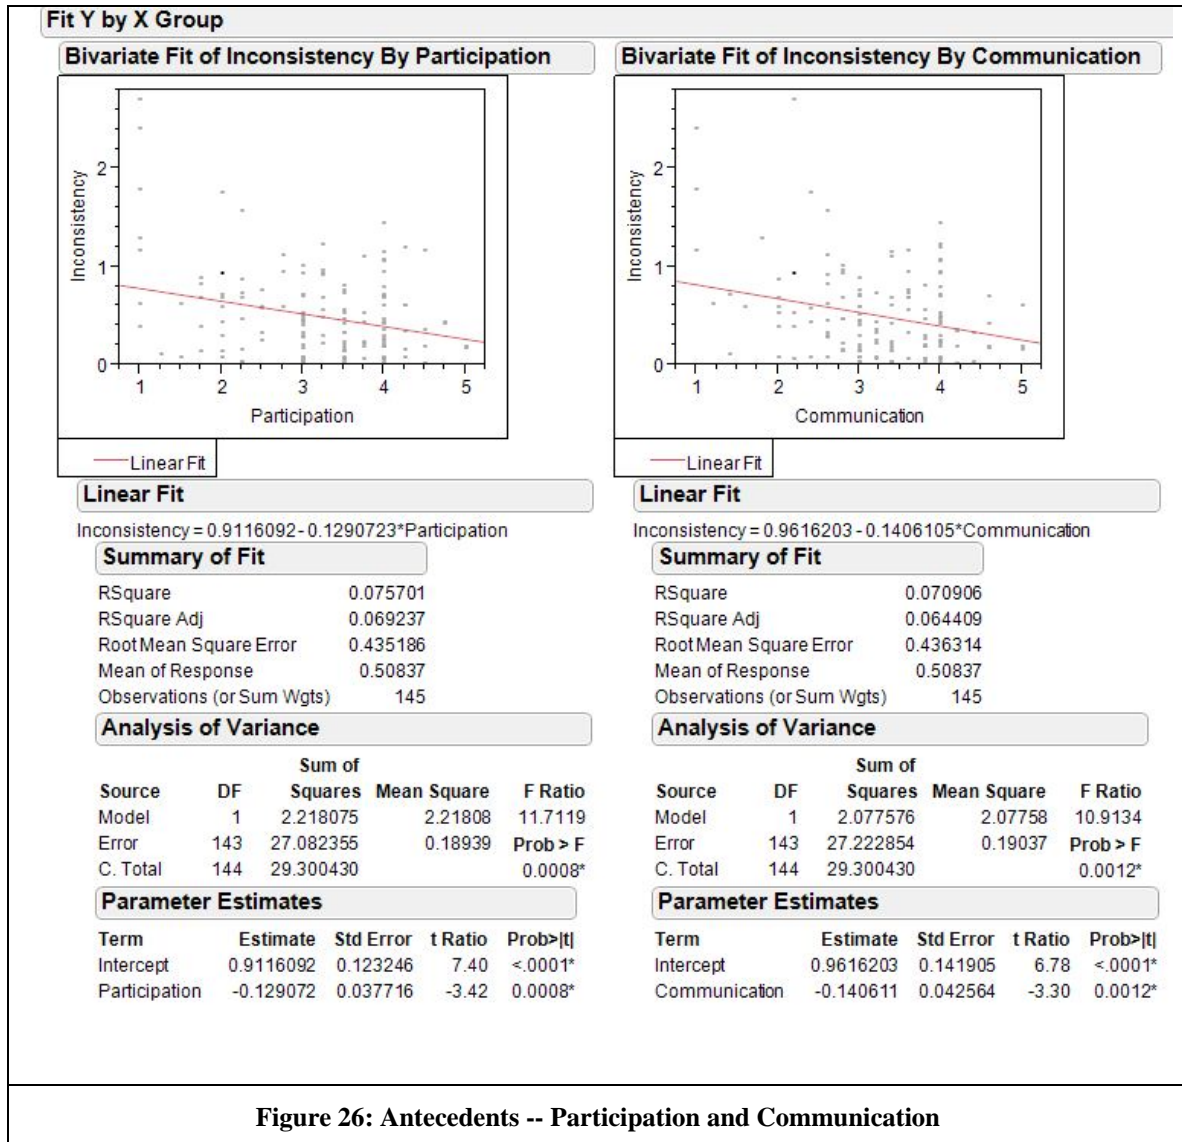 Fit Y by X Group
Bivariate Fit of Inconsistency By Participation
Inconsistency
2
1
0
1 2 3 4 5
Participation
Linear Fit
Linear Fit
Inconsistency = 0.9116092 - 0.1290723*Participation
Summary of Fit
RSquare 0.075701
RSquare Adj 0.069237
Root Mean Square Error 0.435186
Mean of Response 0.50837
Observations (or Sum Wgts) 145
Analysis of Variance
Sum of
Source DF Squares Mean Square F Ratio
Model 1 2.218075 2.21808 11.7119
Error 143 27.082355 0.18939 Prob > F
C. Total 144 29.300430 0.0008*
Parameter Estimates
Term Estimate Std Error t Ratio Prob>|t|
Intercept 0.9116092 0.123246 7.40 <.0001*
Participation -0.129072 0.037716 -3.42 0.0008*
Bivariate Fit of Inconsistency By Communication
Inconsistency
2
1
0
1 2 3 4 5
Communication
Linear Fit
Linear Fit
Inconsistency = 0.9616203 - 0.1406105*Communication
Summary of Fit
RSquare 0.070906
RSquare Adj 0.064409
Root Mean Square Error 0.436314
Mean of Response 0.50837
Observations (or Sum Wgts) 145
Analysis of Variance
Sum of
Source DF Squares Mean Square F Ratio
Model 1 2.077576 2.07758 10.9134
Error 143 27.222854 0.19037 Prob > F
C. Total 144 29.300430 0.0012*
Parameter Estimates
Term Estimate Std Error t Ratio Prob>|t|
Intercept 0.9616203 0.141905 6.78 <.0001*
Communication -0.140611 0.042564 -3.30 0.0012*
Figure 26: Antecedents -- Participation and Communication